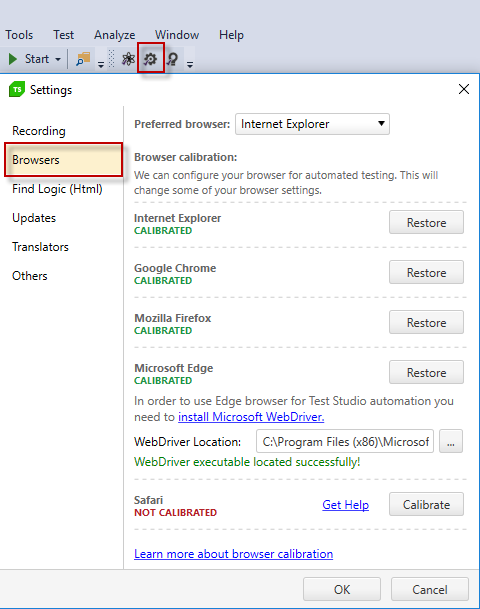 Tools Test Analyze Window Help
Start
TS Settings
Recording
Browsers
Find Logic (Html)
Updates
Translators
Others
Preferred browser: Internet Explorer
Browser calibration:
We can configure your browser for automated testing. This will
change some of your browser settings.
Internet Explorer
CALIBRATED
Restore
Google Chrome
CALIBRATED
Restore
Mozilla Firefox
CALIBRATED
Restore
Microsoft Edge
CALIBRATED
Restore
In order to use Edge browser for Test Studio automation you
need to install Microsoft WebDriver.
WebDriver Location: C:\Program Files (x86)\Microsof ...
WebDriver executable located successfully!
Safari
NOT CALIBRATED
Get Help Calibrate
Learn more about browser calibration
OK Cancel